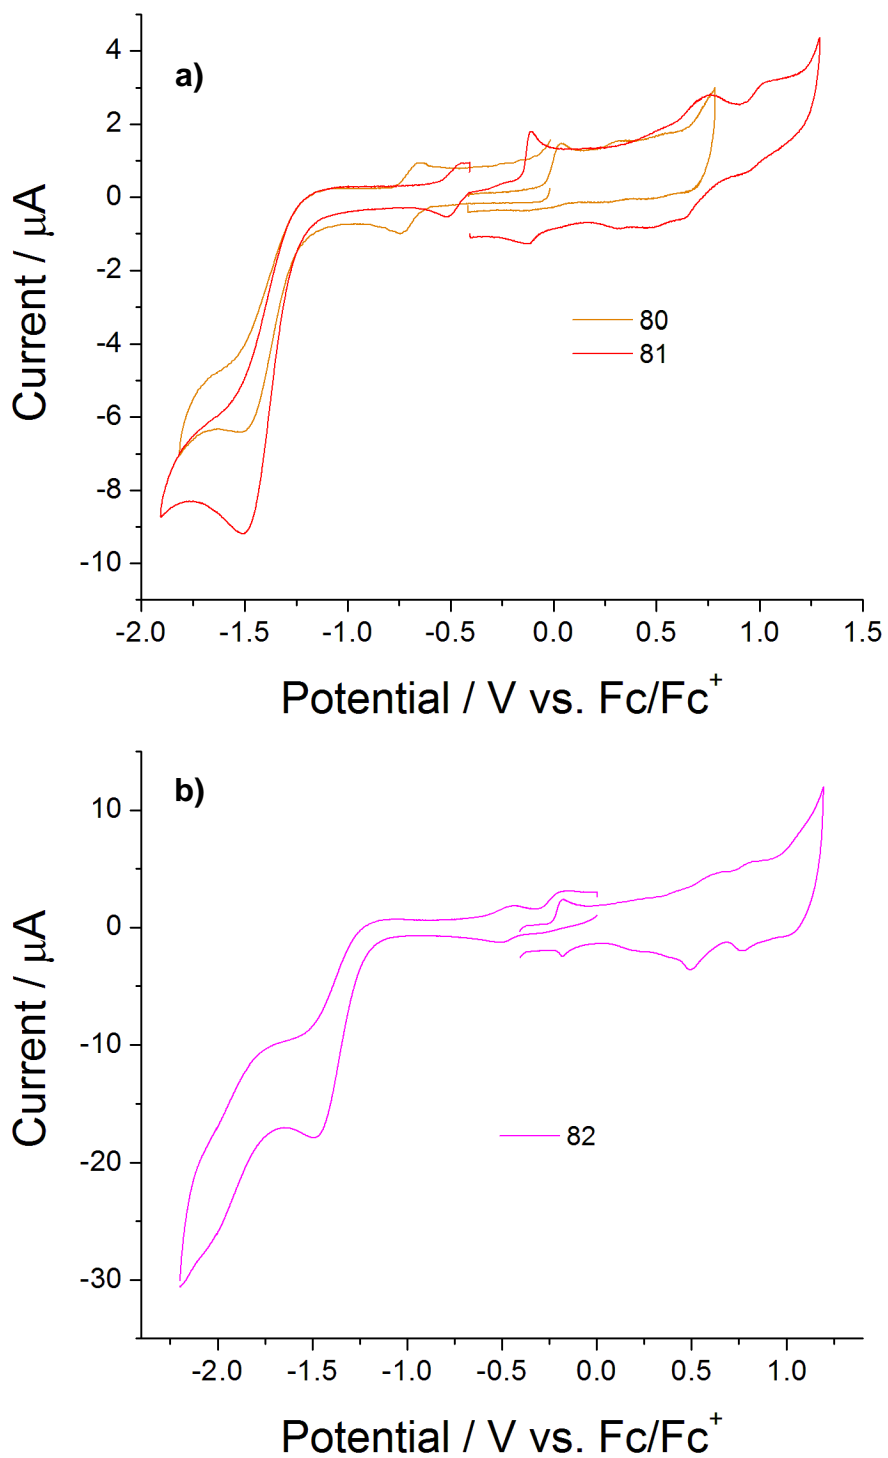 a)
4
2
0
-2
-4
-6
-8
-10
Current / μA
80
81
-2.0 -1.5 -1.0 -0.5 0.0 0.5 1.0 1.5
Potential / V vs. Fc/Fc⁺
b)
10
0
-10
-20
-30
Current / μA
82
-2.0 -1.5 -1.0 -0.5 0.0 0.5 1.0
Potential / V vs. Fc/Fc⁺